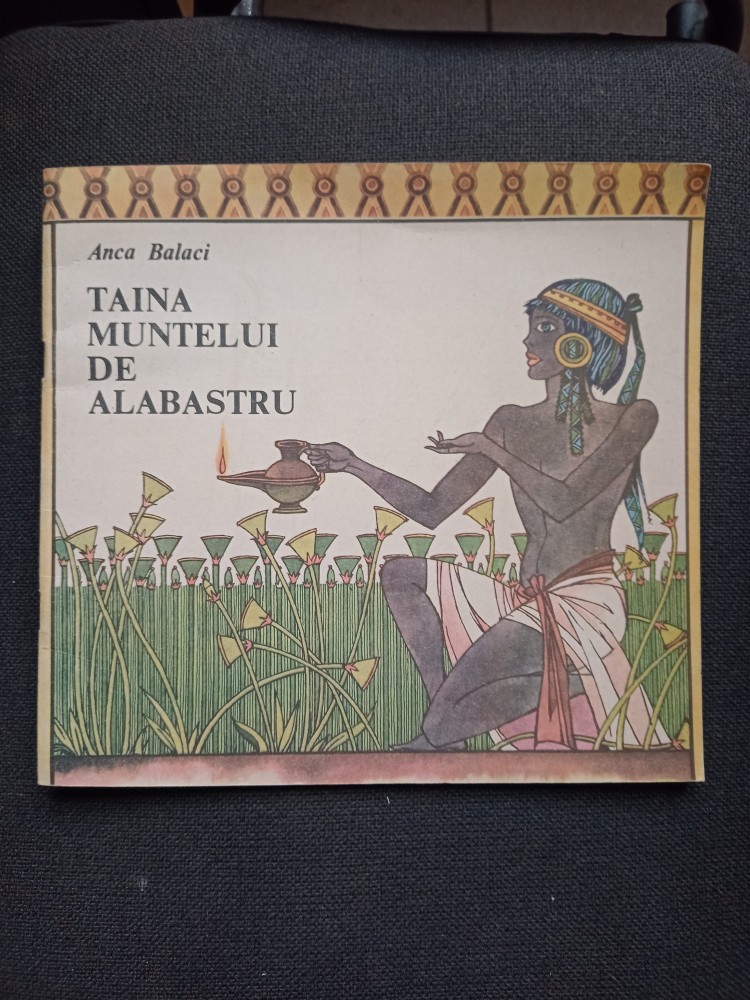 Anca Balaci
TAINA
MUNTELUI
DE
ALABASTRU